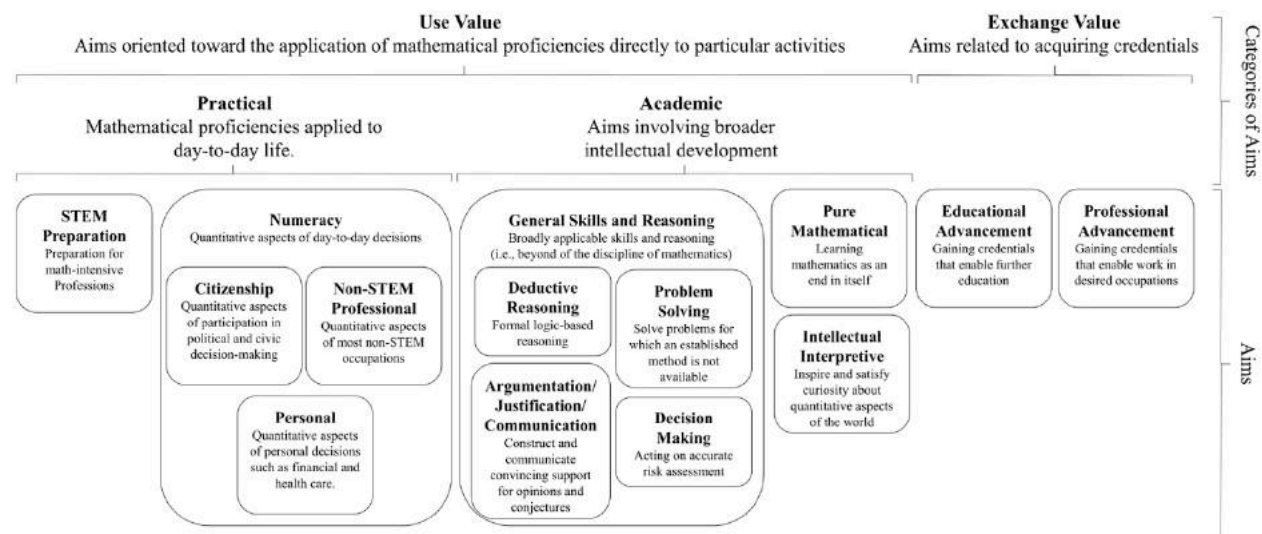 Use Value
Aims oriented toward the application of mathematical proficiencies directly to particular activities
Exchange Value
Aims related to acquiring credentials
Categories of Aims
Practical
Mathematical proficiencies applied to
day-to-day life.
Academic
Aims involving broader
intellectual development
STEM
Preparation
Preparation for
math-intensive
Professions
Numeracy
Quantitative aspects of day-to-day decisions
Citizenship
Quantitative aspects
of participation in
political and civic
decision-making
Non-STEM
Professional
Quantitative aspects
of most non-STEM
occupations
Personal
Quantitative aspects
of personal decisions
such as financial and
health care.
General Skills and Reasoning
Broadly applicable skills and reasoning
(i.e., beyond of the discipline of mathematics)
Deductive
Reasoning
Formal logic-based
reasoning
Problem
Solving
Solve problems for
which an established
method is not
available
Argumentation/
Justification/
Communication
Construct and
communicate
convincing support
for opinions and
conjectures
Decision
Making
Acting on accurate
risk assessment
Pure
Mathematical
Learning
mathematics as an
end in itself
Intellectual
Interpretive
Inspire and satisfy
curiosity about
quantitative aspects
of the world
Educational
Advancement
Gaining credentials
that enable further
education
Professional
Advancement
Gaining credentials
that enable work in
desired occupations
Aims